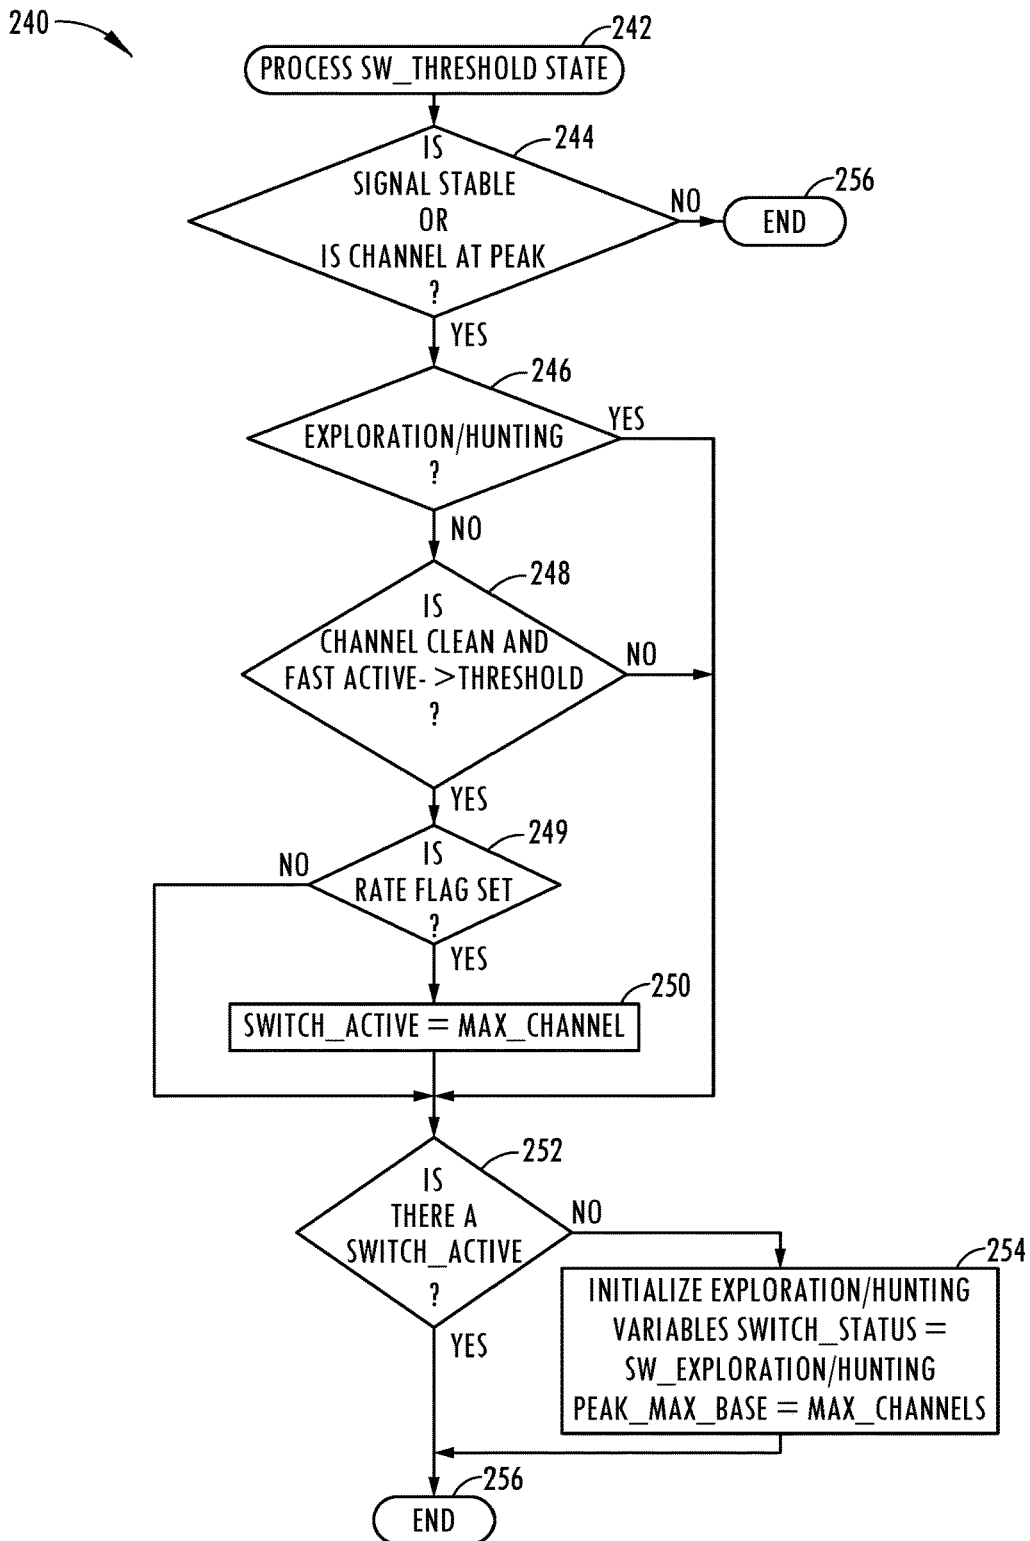 240
242
PROCESS SW_THRESHOLD STATE
244
IS
SIGNAL STABLE
OR
IS CHANNEL AT PEAK
?
NO
256
END
YES
246
EXPLORATION/HUNTING
?
YES
NO
248
IS
CHANNEL CLEAN AND
FAST ACTIVE- >THRESHOLD
?
NO
YES
249
IS
RATE FLAG SET
?
NO
YES
250
SWITCH_ACTIVE = MAX_CHANNEL
252
IS
THERE A
SWITCH_ACTIVE
?
NO
YES
254
INITIALIZE EXPLORATION/HUNTING
VARIABLES SWITCH_STATUS =
SW_EXPLORATION/HUNTING
PEAK_MAX_BASE = MAX_CHANNELS
256
END